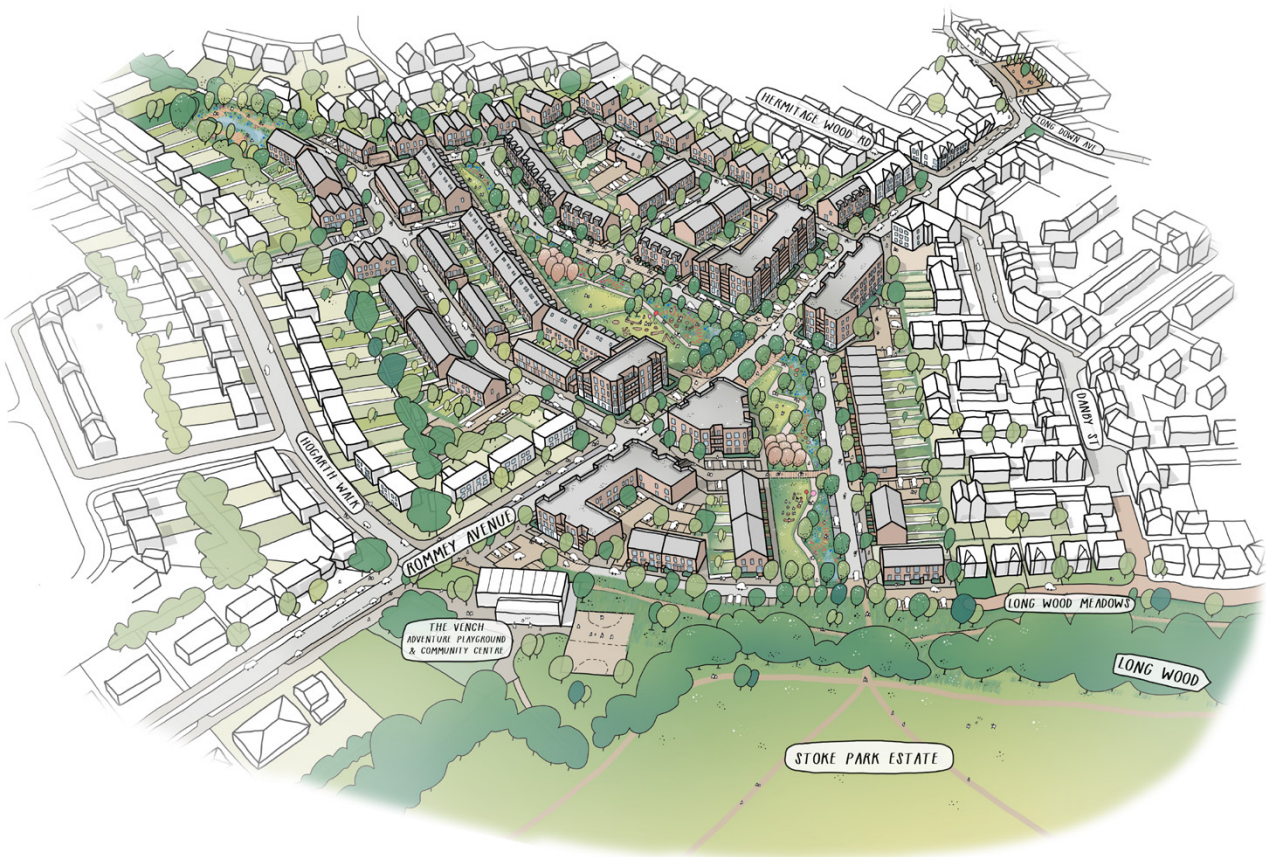 HERMITAGE WOOD RD
LONG DOWN AVE
DANBY ST
HOGARTH WALK
ROMMEY AVENUE
THE VENCH
ADVENTURE PLAYGROUND
& COMMUNITY CENTRE
LONG WOOD MEADOWS
LONG WOOD
STOKE PARK ESTATE